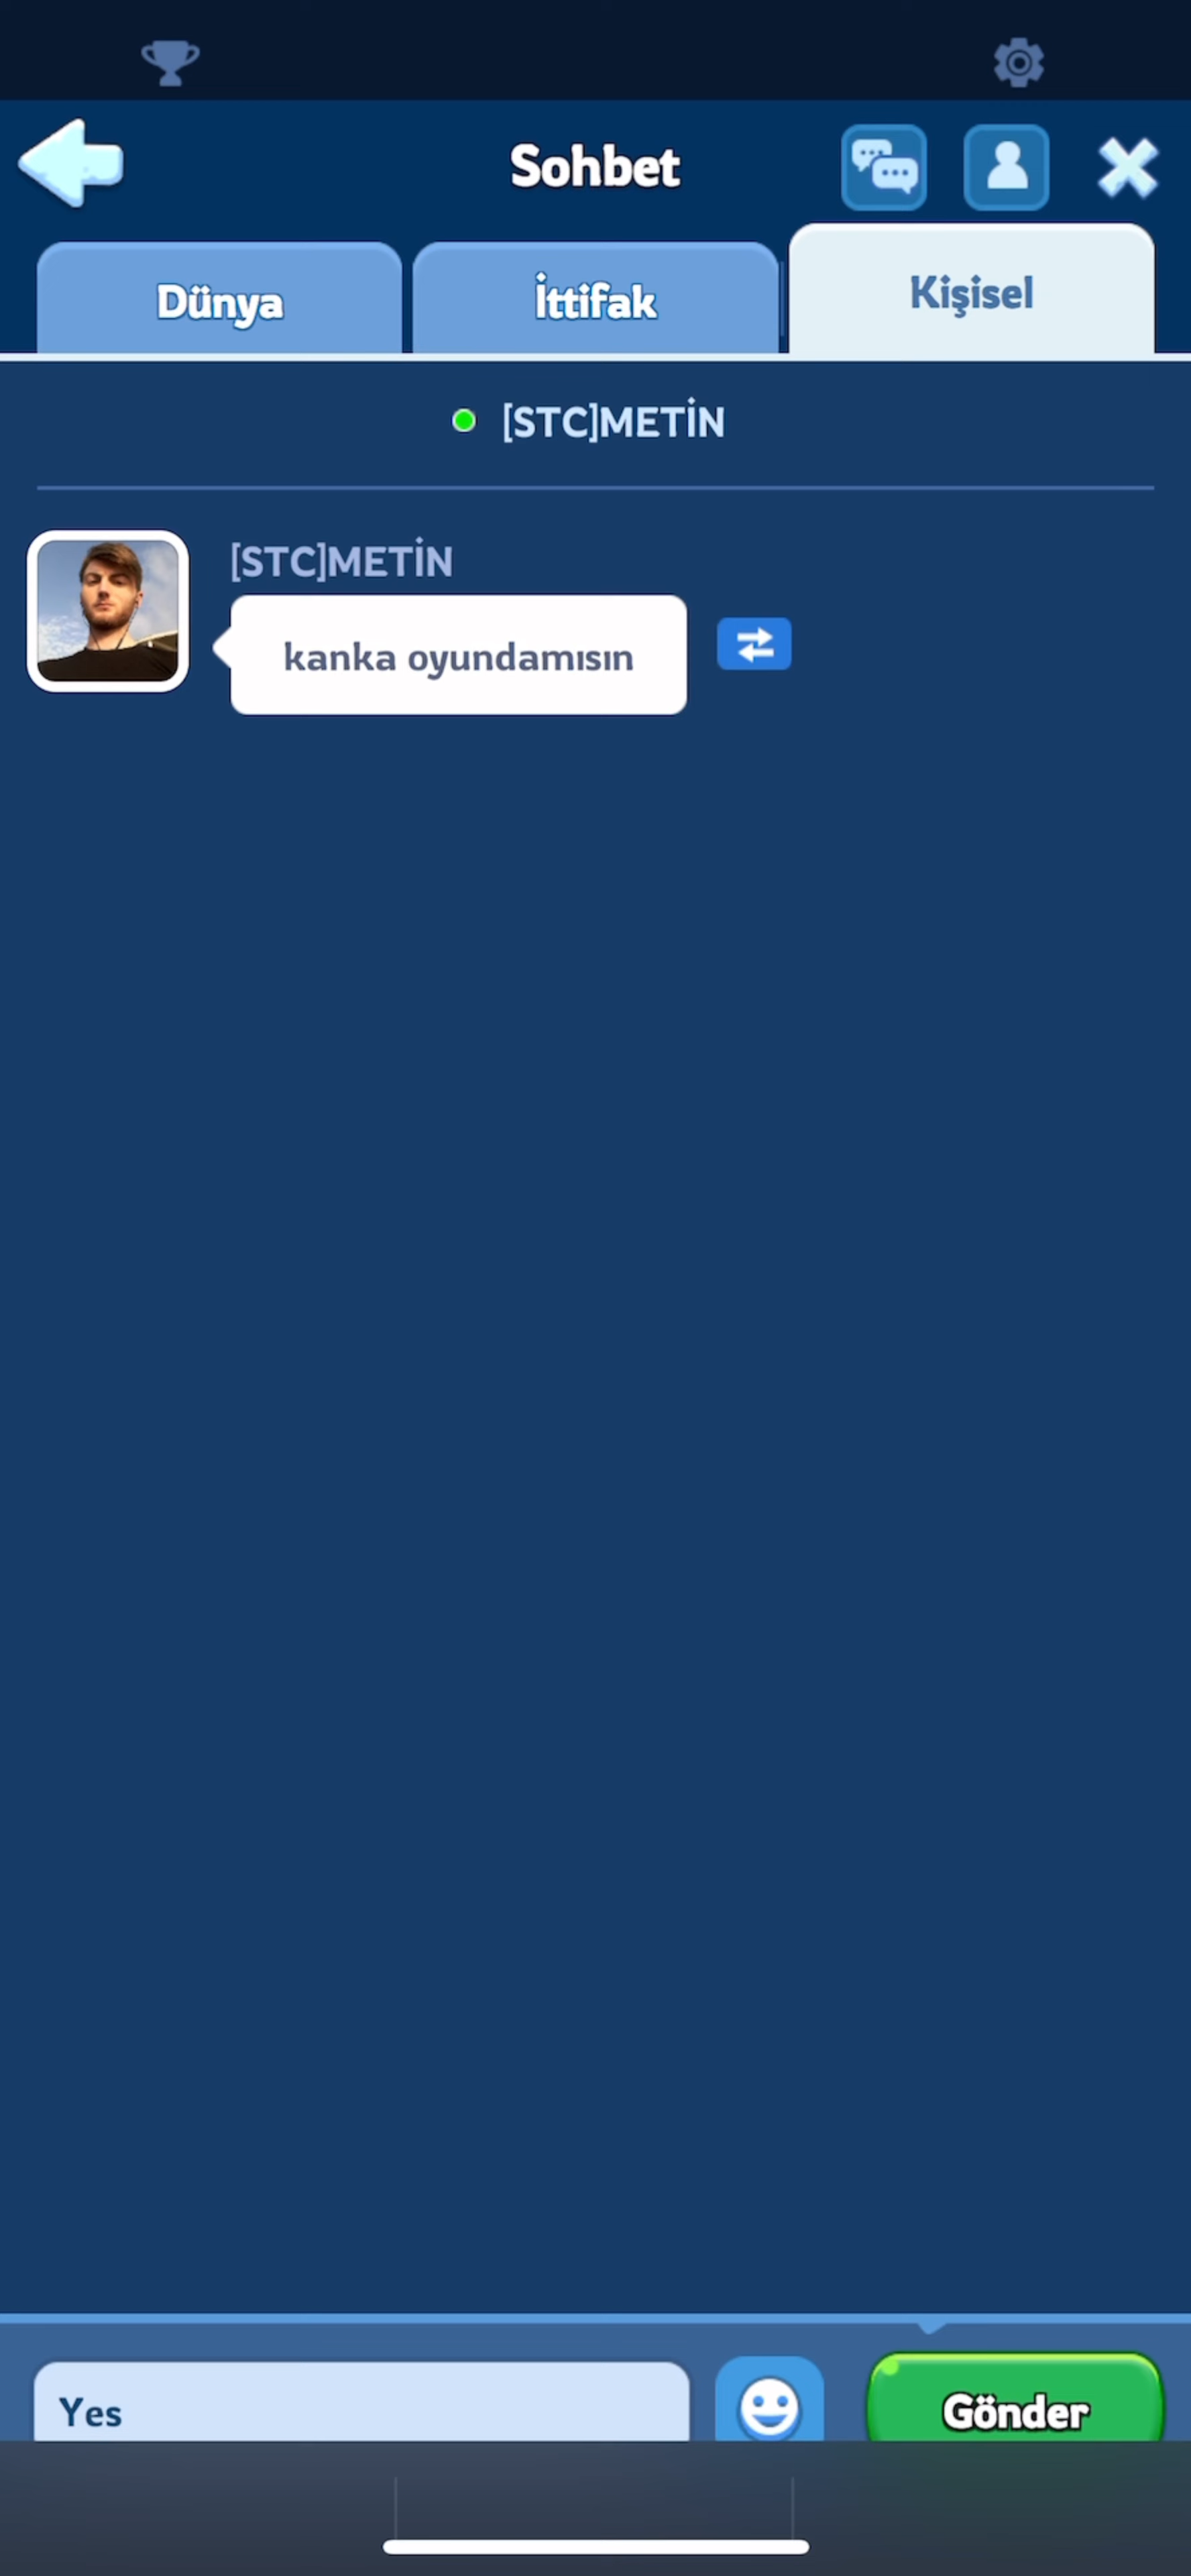 Sohbet
Dünya
İttifak
Kişisel
[STC]METİN
[STC]METİN
kanka oyundamısın
Yes
Gönder